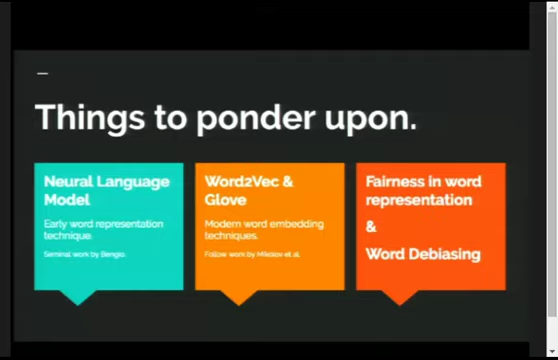 Things to ponder upon.
Neural Language
Model
Early word representation
technique.
Seminal work by Bengio.
Word2Vec &
Glove
Modern word embedding
techniques.
Follow work by Mikolov et al.
Fairness in word
representation
&
Word Debiasing